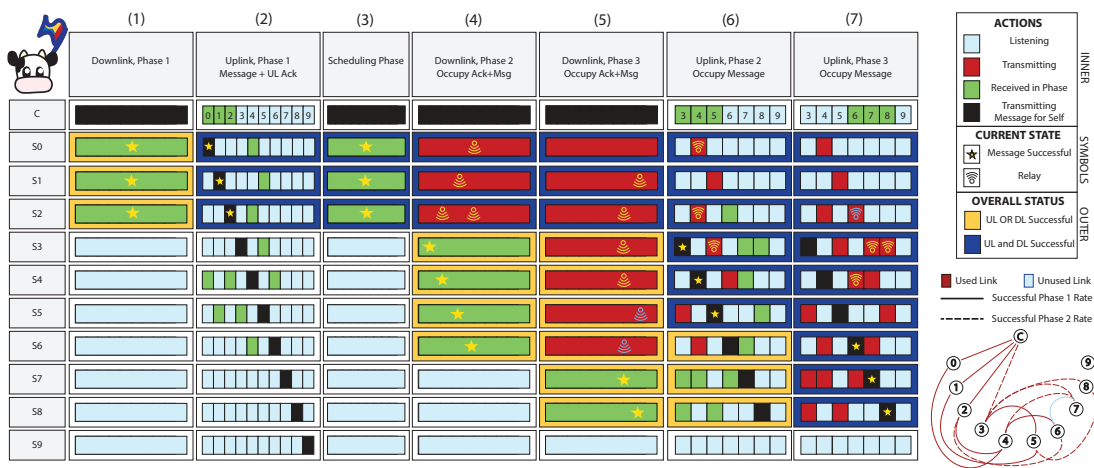 (1) (2) (3) (4) (5) (6) (7)
Downlink, Phase 1
Uplink, Phase 1
Message + UL Ack
Scheduling Phase
Downlink, Phase 2
Occupy Ack+Msg
Downlink, Phase 3
Occupy Ack+Msg
Uplink, Phase 2
Occupy Message
Uplink, Phase 3
Occupy Message
C
0 1 2 3 4 5 6 7 8 9
3 4 5 6 7 8 9
3 4 5 6 7 8 9
S0
S1
S2
S3
S4
S5
S6
S7
S8
S9
ACTIONS
Listening
Transmitting
Received in Phase
Transmitting
Message for Self
INNER
CURRENT STATE
Message Successful
Relay
SYMBOLS
OVERALL STATUS
UL OR DL Successful
UL and DL Successful
OUTER
Used Link
Unused Link
Successful Phase 1 Rate
Successful Phase 2 Rate
C
0
1
2
3
4
5
6
7
8
9